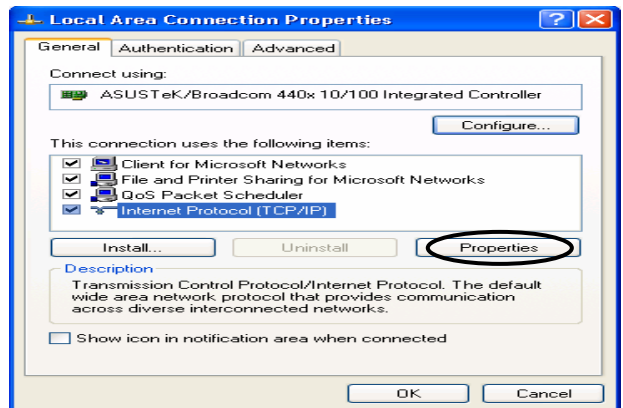 Local Area Connection Properties
General Authentication Advanced
Connect using:
ASUSTeK/Broadcom 440x 10/100 Integrated Controller
Configure...
This connection uses the following items:
Client for Microsoft Networks
File and Printer Sharing for Microsoft Networks
QoS Packet Scheduler
Internet Protocol (TCP/IP)
Install... Uninstall Properties
Description
Transmission Control Protocol/Internet Protocol. The default
wide area network protocol that provides communication
across diverse interconnected networks.
Show icon in notification area when connected
OK Cancel